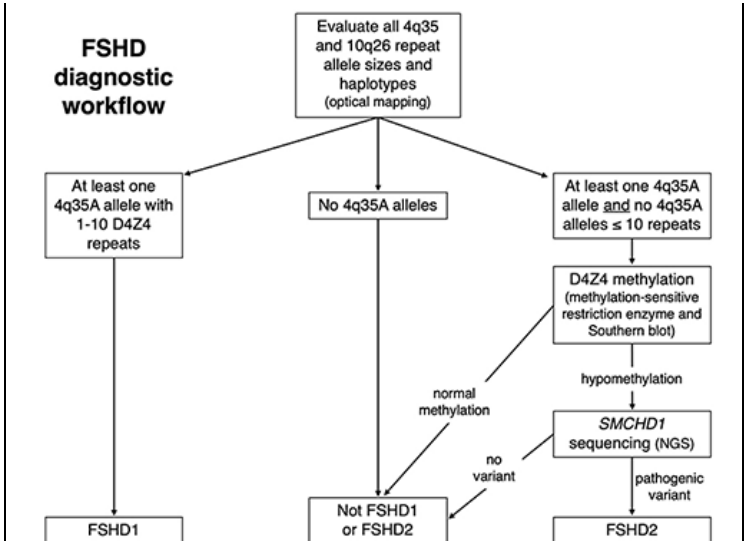 FSHD
diagnostic
workflow
Evaluate all 4q35
and 10q26 repeat
allele sizes and
haplotypes
(optical mapping)
At least one
4q35A allele with
1-10 D4Z4
repeats
No 4q35A alleles
At least one 4q35A
allele and no 4q35A
alleles ≤ 10 repeats
D4Z4 methylation
(methylation-sensitive
restriction enzyme and
Southern blot)
normal
methylation
hypomethylation
SMCHD1
sequencing (NGS)
no
variant
pathogenic
variant
FSHD1
Not FSHD1
or FSHD2
FSHD2